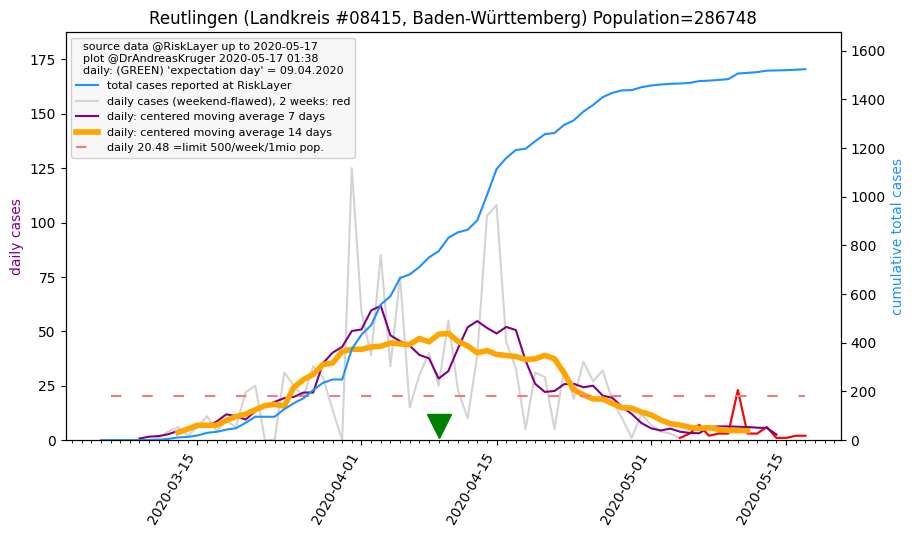 Reutlingen (Landkreis #08415, Baden-Württemberg) Population=286748
source data @RiskLayer up to 2020-05-17
plot @DrAndreasKruger 2020-05-17 01:38
daily: (GREEN) 'expectation day' = 09.04.2020
total cases reported at RiskLayer
daily cases (weekend-flawed), 2 weeks: red
daily: centered moving average 7 days
daily: centered moving average 14 days
daily 20.48 =limit 500/week/1mio pop.
daily cases
175
150
125
100
75
50
25
0
1600
1400
1200
1000
800
600
400
200
0
cumulative total cases
2020-03-15
2020-04-01
2020-04-15
2020-05-01
2020-05-15